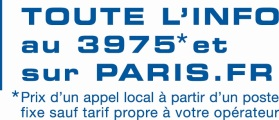 TOUTE L'INFO
au 3975* et
sur PARIS.FR
*Prix d'un appel local à partir d'un poste
fixe sauf tarif propre à votre opérateur